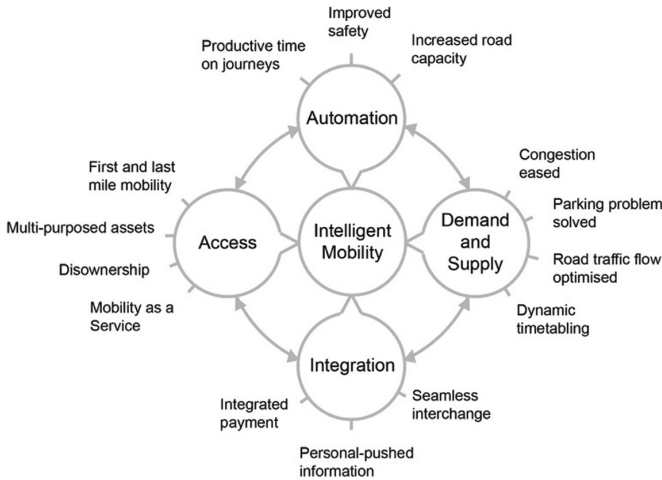 Improved
safety
Productive time
on journeys
Increased road
capacity
Automation
First and last
mile mobility
Multi-purposed assets
Disownership
Mobility as a
Service
Access
Intelligent
Mobility
Demand
and
Supply
Congestion
eased
Parking problem
solved
Road traffic flow
optimised
Dynamic
timetabling
Integration
Integrated
payment
Personal-pushed
information
Seamless
interchange